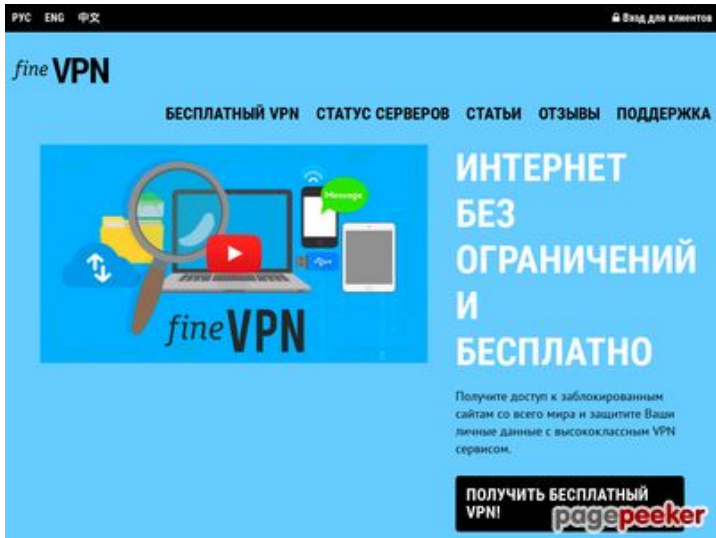 РУС ENG 中文
Вход для клиентов
fine VPN
БЕСПЛАТНЫЙ VPN СТАТУС СЕРВЕРОВ СТАТЬИ ОТЗЫВЫ ПОДДЕРЖКА
Message
fine VPN
ИНТЕРНЕТ
БЕЗ
ОГРАНИЧЕНИЙ
И
БЕСПЛАТНО
Получите доступ к заблокированным
сайтам со всего мира и защитите Ваши
личные данные с высококлассным VPN
сервисом.
ПОЛУЧИТЬ БЕСПЛАТНЫЙ
VPN!
pagepeeker